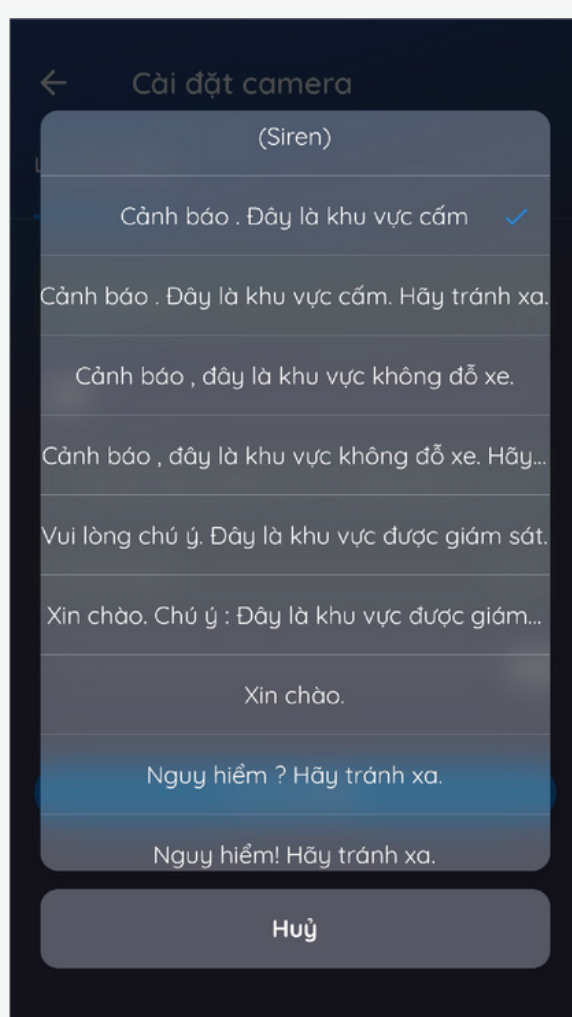 Cài đặt camera
(Siren)
Cảnh báo . Đây là khu vực cấm
Cảnh báo . Đây là khu vực cấm. Hãy tránh xa.
Cảnh báo , đây là khu vực không đỗ xe.
Cảnh báo , đây là khu vực không đỗ xe. Hãy...
Vui lòng chú ý. Đây là khu vực được giám sát.
Xin chào. Chú ý : Đây là khu vực được giám...
Xin chào.
Nguy hiểm ? Hãy tránh xa.
Nguy hiểm! Hãy tránh xa.
Huỷ